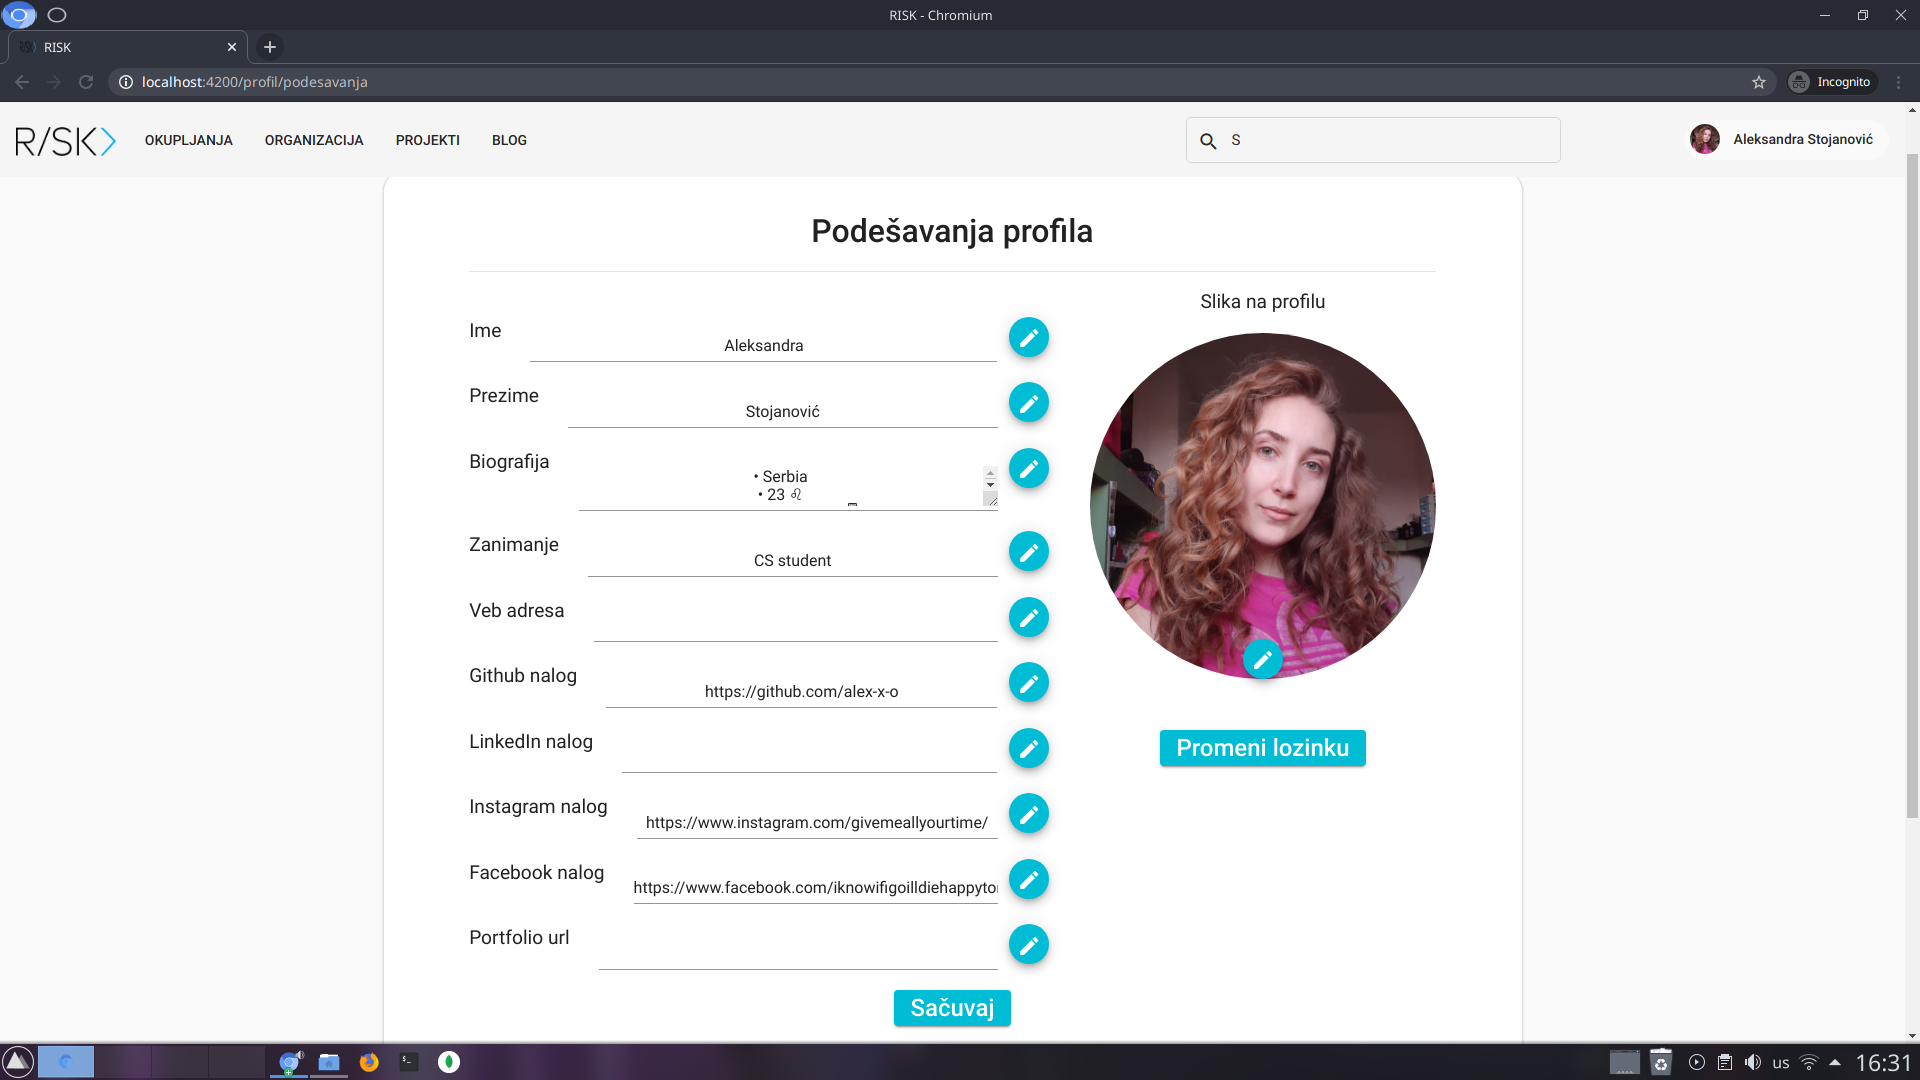 RISK - Chromium
RISK
localhost:4200/profil/podesavanja
Incognito
R/SK
OKUPLJANJA
ORGANIZACIJA
PROJEKTI
BLOG
S
Aleksandra Stojanović
Podešavanja profila
Slika na profilu
Ime
Aleksandra
Prezime
Stojanović
Biografija
• Serbia
• 23 ♌
Zanimanje
CS student
Veb adresa
Github nalog
https://github.com/alex-x-o
LinkedIn nalog
Promeni lozinku
Instagram nalog
https://www.instagram.com/givemeallyourtime/
Facebook nalog
https://www.facebook.com/iknowifigoilldiehappyto
Portfolio url
Sačuvaj
us
16:31